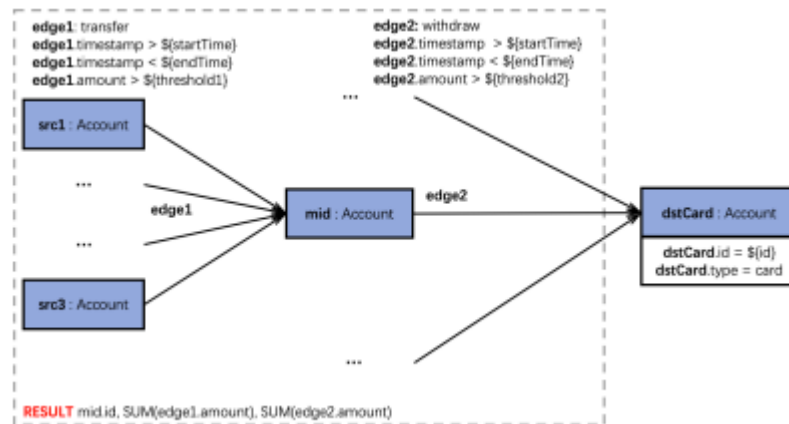 edge1: transfer
edge1.timestamp > ${startTime}
edge1.timestamp < ${endTime}
edge1.amount > ${threshold1}
edge2: withdraw
edge2.timestamp > ${startTime}
edge2.timestamp < ${endTime}
edge2.amount > ${threshold2}
...
src1 : Account
...
edge1
mid : Account
edge2
dstCard : Account
dstCard.id = ${id}
dstCard.type = card
...
src3 : Account
...
RESULT mid.id, SUM(edge1.amount), SUM(edge2.amount)